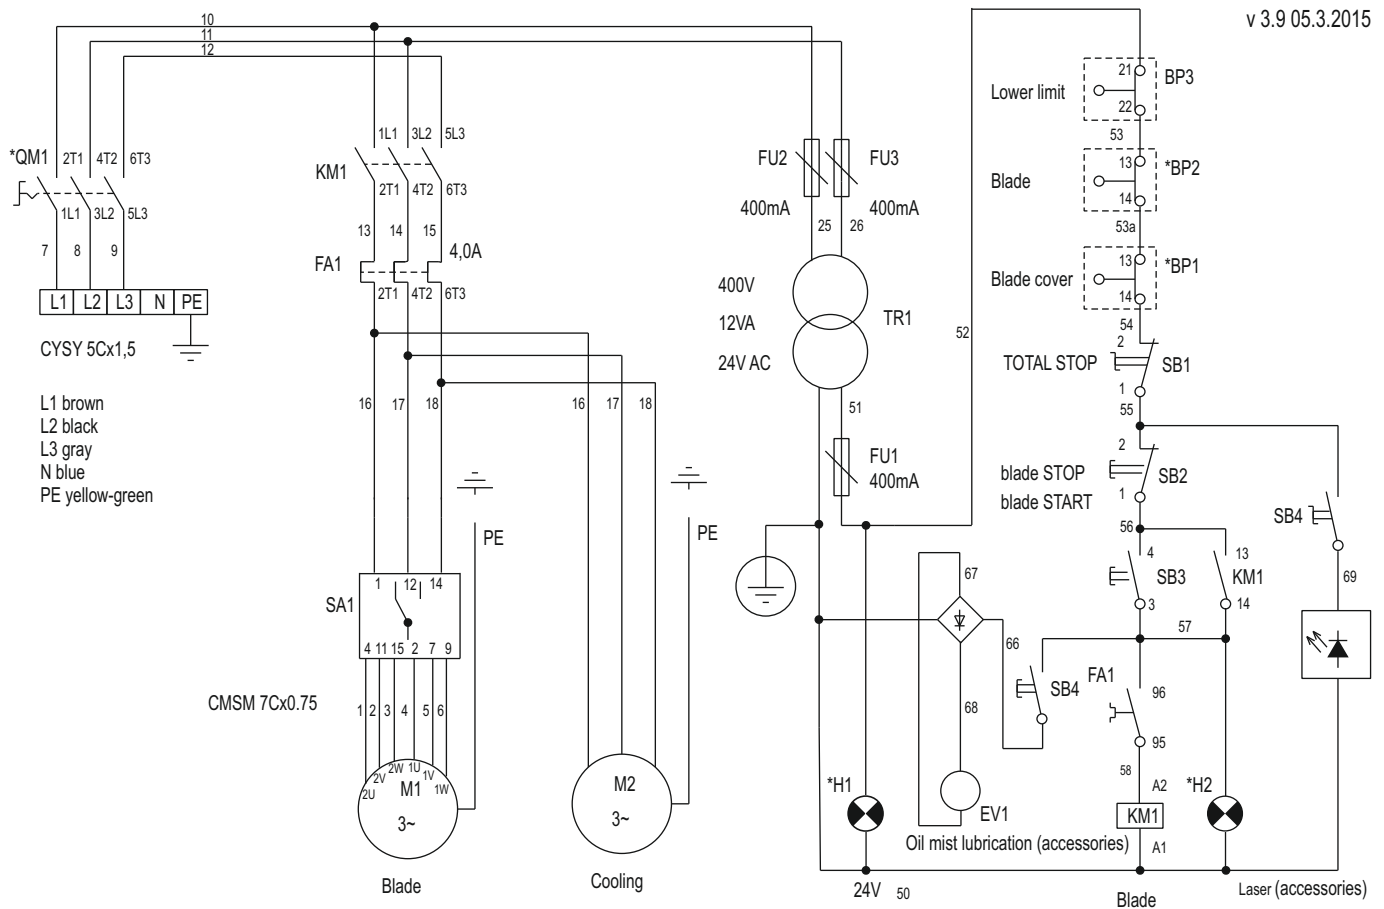 v 3.9 05.3.2015
10
11
12
*QM1
2T1 4T2 6T3
1L1 3L2 5L3
7 8 9
L1 L2 L3 N PE
CYSY 5Cx1,5
L1 brown
L2 black
L3 gray
N blue
PE yellow-green
1L1 3L2 5L3
KM1
2T1 4T2 6T3
13 14 15
FA1
4,0A
2T1 4T2 6T3
16 17 18
16 17 18
PE
PE
SA1
1 12 14
4 11 15 2 7 9
CMSM 7Cx0.75
1 2 3 4 5 6
2U 2V 2W 1U 1V 1W
M1
3~
Blade
M2
3~
Cooling
FU2
400mA
FU3
400mA
25 26
400V
12VA
24V AC
TR1
51
FU1
400mA
52
Lower limit
21
22
BP3
53
Blade
13
14
*BP2
53a
Blade cover
13
14
*BP1
54
2
TOTAL STOP
SB1
1
55
2
blade STOP
SB2
blade START
1
56
4
SB3
3
13
KM1
14
57
SB4
69
67
66
68
SB4
FA1
96
95
58
A2
KM1
A1
*H1
*H2
EV1
Oil mist lubrication (accessories)
24V 50
Blade
Laser (accessories)